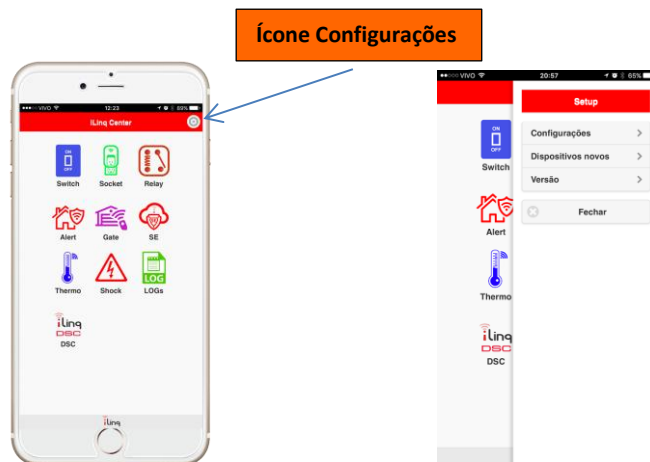 Ícone Configurações
VIVO 12:23 69%
iLinq Center
ON
OFF
Switch
Socket
Relay
Alert
Gate
SE
Thermo
Shock
LOG
LOGs
iLinq
DSC
DSC
iLinq
VIVO 20:57 65%
Setup
ON
OFF
Switch
Configurações
Dispositivos novos
Versão
Fechar
Alert
Thermo
iLinq
DSC
DSC